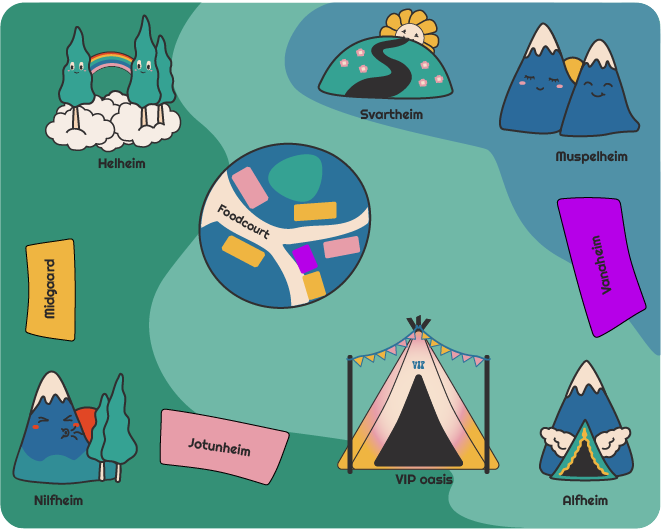 Svartheim
Helheim
Muspelheim
Foodcourt
Midgaard
Vanaheim
VIP
Jotunheim
VIP oasis
Nilfheim
Alfheim